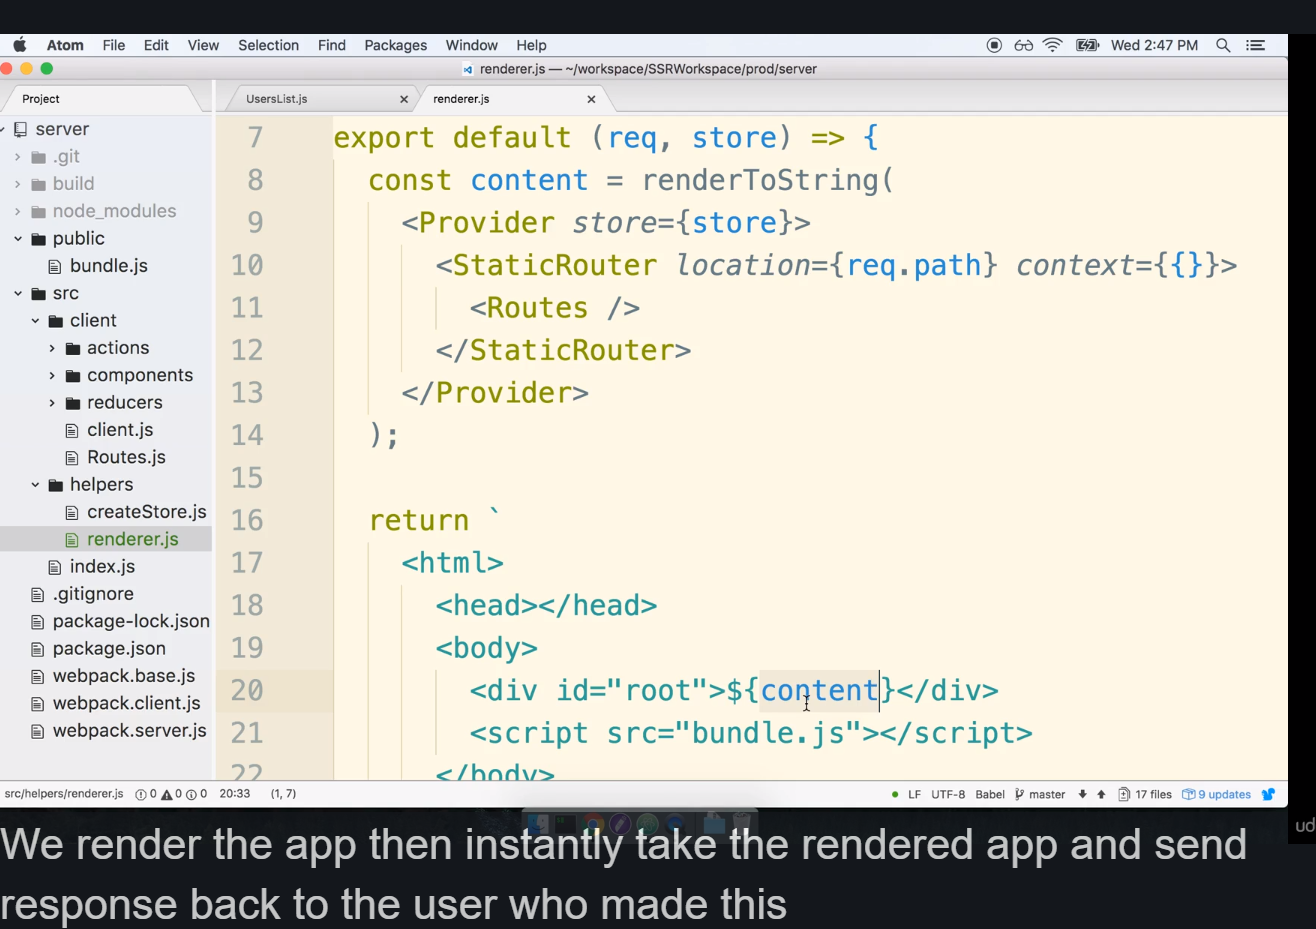 Atom File Edit View Selection Find Packages Window Help Wed 2:47 PM
renderer.js — ~/workspace/SSRWorkspace/prod/server
Project UsersList.js renderer.js
server
.git
build
node_modules
public
bundle.js
src
client
actions
components
reducers
client.js
Routes.js
helpers
createStore.js
renderer.js
index.js
.gitignore
package-lock.json
package.json
webpack.base.js
webpack.client.js
webpack.server.js
7 export default (req, store) => {
8 const content = renderToString(
9 <Provider store={store}>
10 <StaticRouter location={req.path} context={{}}>
11 <Routes />
12 </StaticRouter>
13 </Provider>
14 );
15
16 return `
17 <html>
18 <head></head>
19 <body>
20 <div id="root">${content}</div>
21 <script src="bundle.js"></script>
22 </body>
src/helpers/renderer.js 0 0 0 20:33 (1, 7) LF UTF-8 Babel master 17 files 9 updates
ud
We render the app then instantly take the rendered app and send
response back to the user who made this